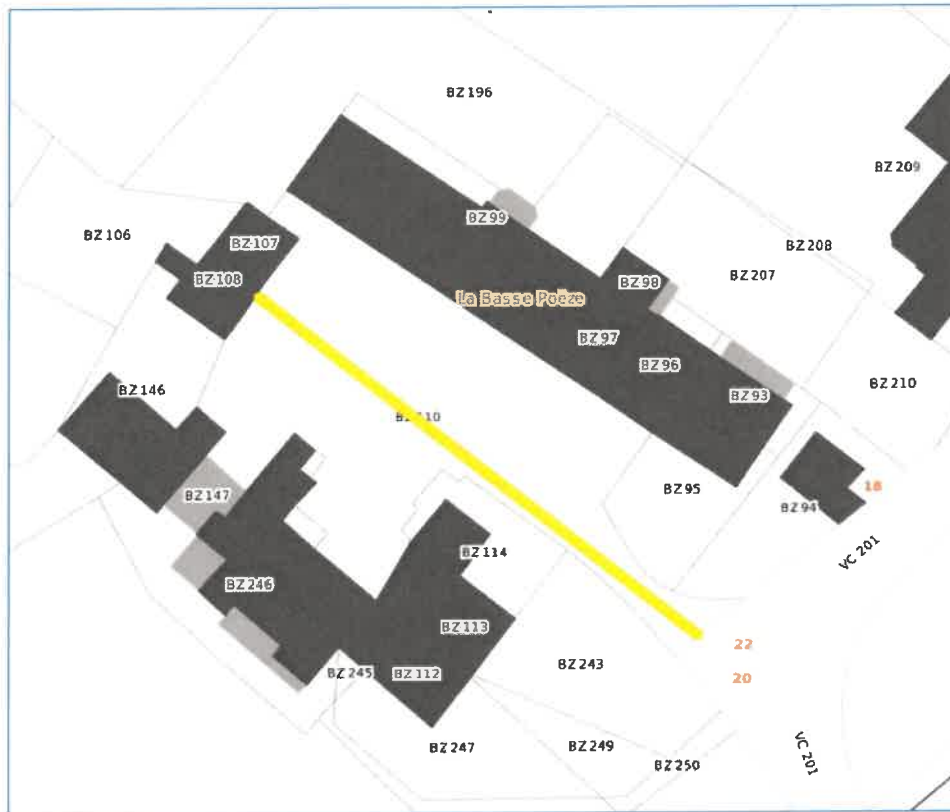 BZ 196
BZ 209
BZ 99
BZ 106
BZ 107
BZ 208
BZ 207
BZ 108
BZ 98
La Basse Poëze
BZ 97
BZ 96
BZ 210
BZ 146
BZ 93
BZ 110
BZ 95
18
BZ 147
BZ 94
VC 201
BZ 114
BZ 246
BZ 113
22
BZ 243
BZ 245
BZ 112
20
BZ 247
BZ 249
VC 201
BZ 250